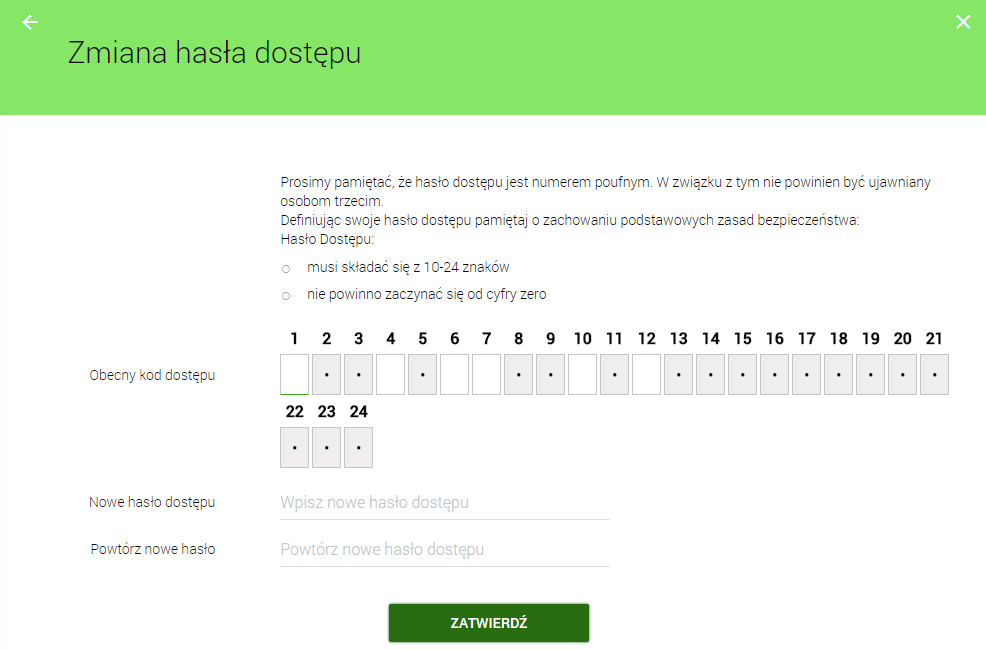 Zmiana hasła dostępu
Prosimy pamiętać, że hasło dostępu jest numerem poufnym. W związku z tym nie powinien być ujawniany
osobom trzecim.
Definiując swoje hasło dostępu pamiętaj o zachowaniu podstawowych zasad bezpieczeństwa:
Hasło Dostępu:
musi składać się z 10-24 znaków
nie powinno zaczynać się od cyfry zero
1 2 3 4 5 6 7 8 9 10 11 12 13 14 15 16 17 18 19 20 21
Obecny kod dostępu
22 23 24
Nowe hasło dostępu Wpisz nowe hasło dostępu
Powtórz nowe hasło Powtórz nowe hasło dostępu
ZATWIERDŹ